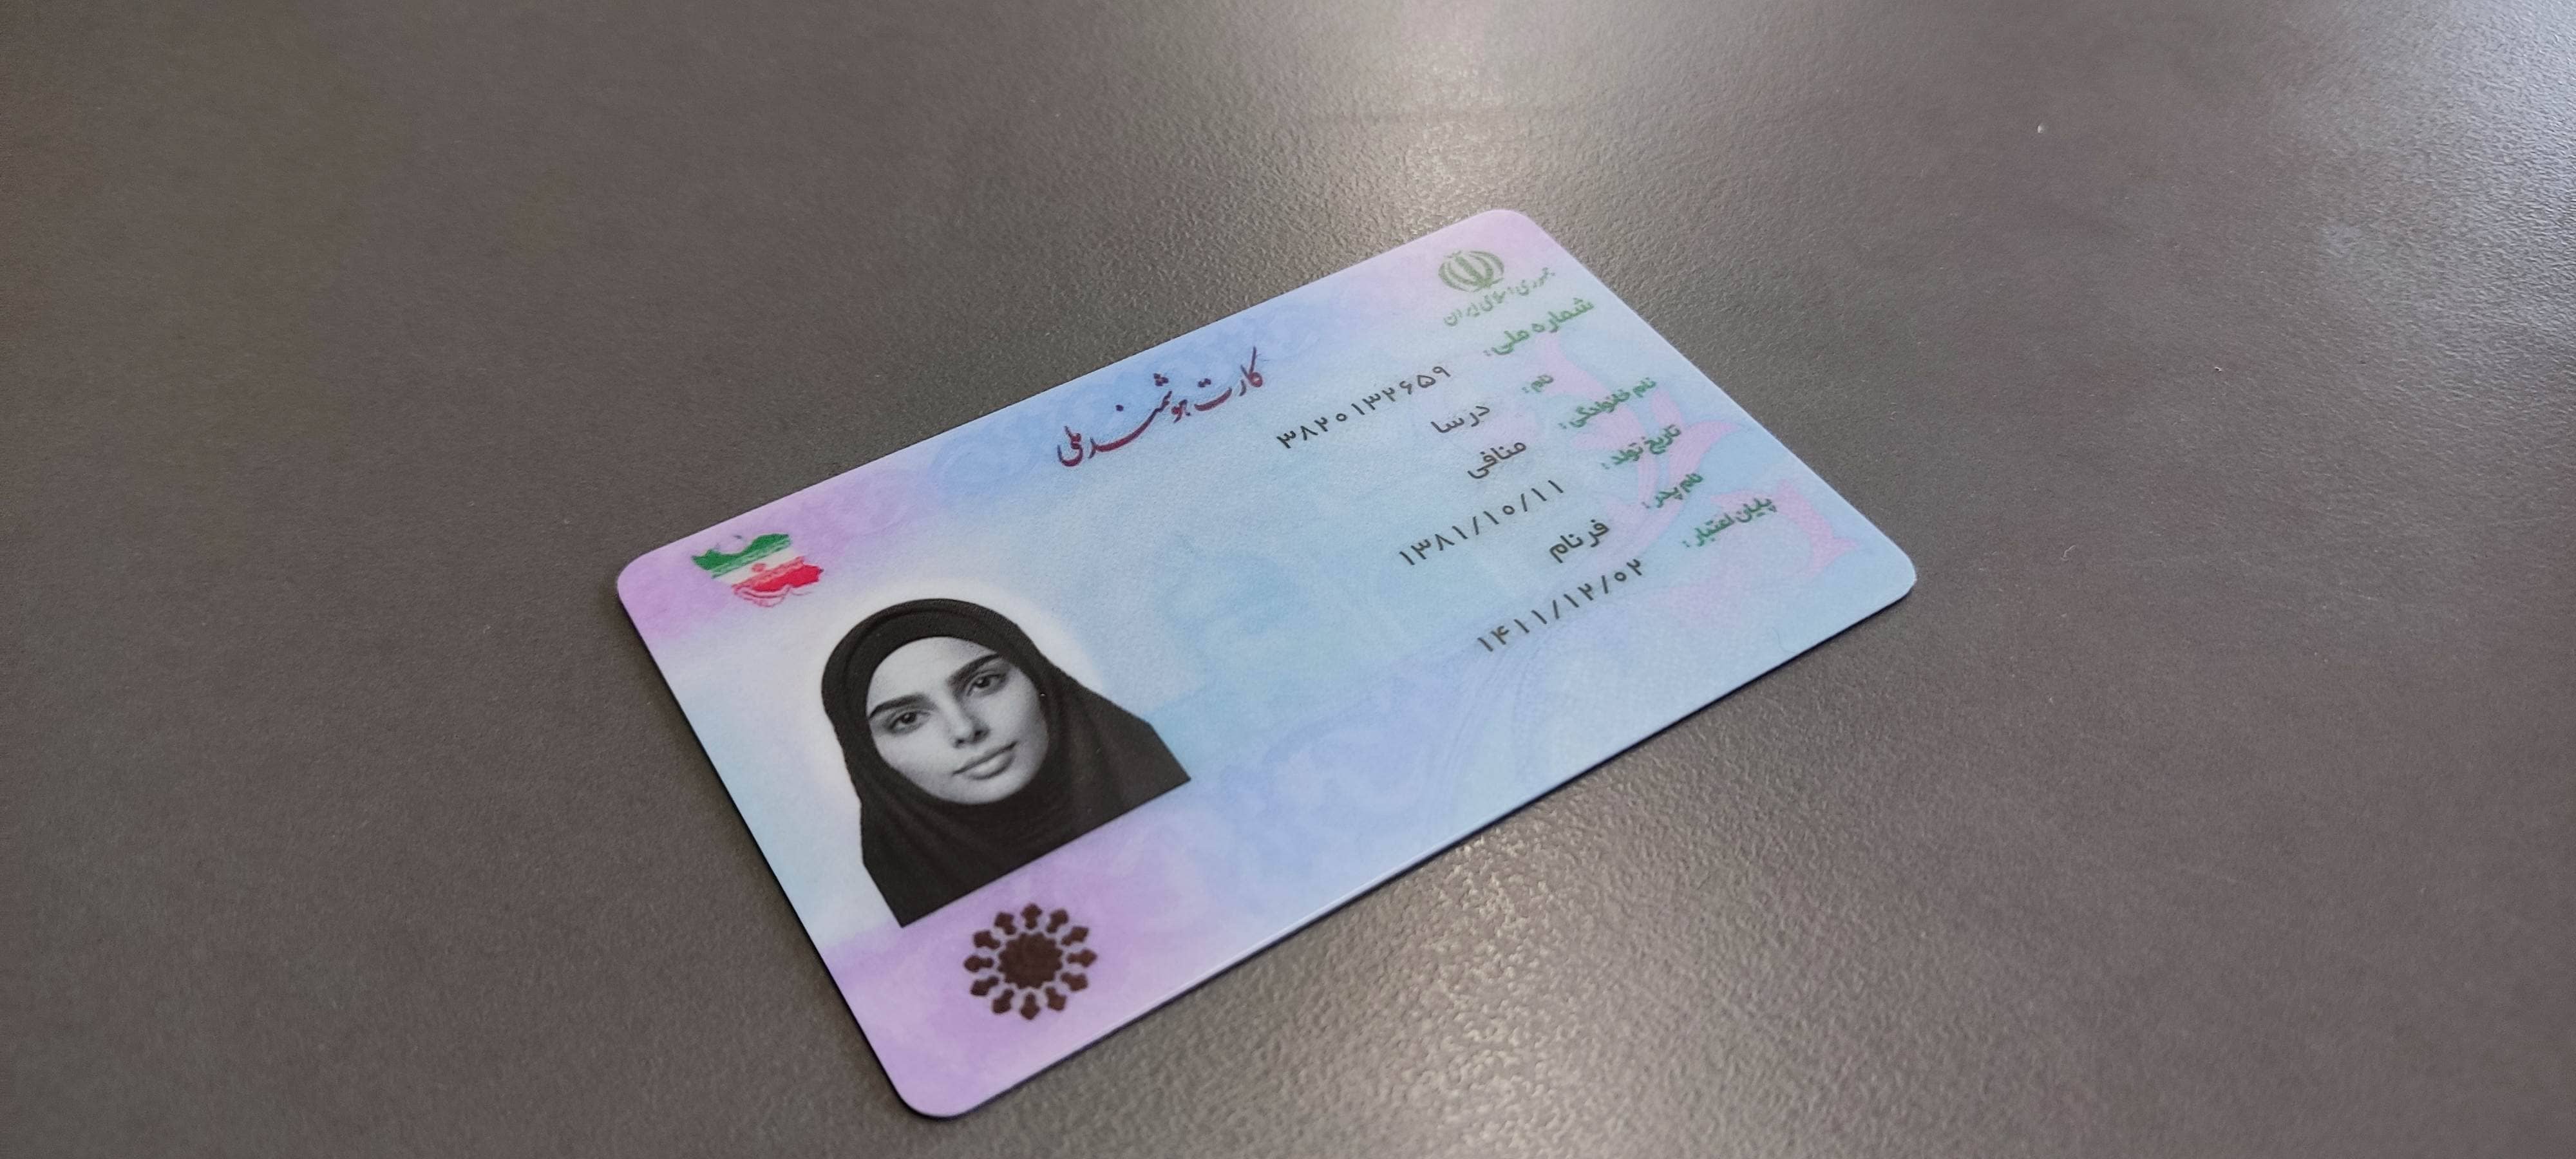 جمهوری اسلامی ایران
کارت هوشمند ملی
شماره ملی: ۳۸۲۰۱۳۲۶۵۹
نام: درسا
نام خانوادگی: منافی
تاریخ تولد: ۱۳۸۱/۱۰/۱۱
نام پدر: فرنام
پایان اعتبار: ۱۴۱۱/۱۲/۰۲